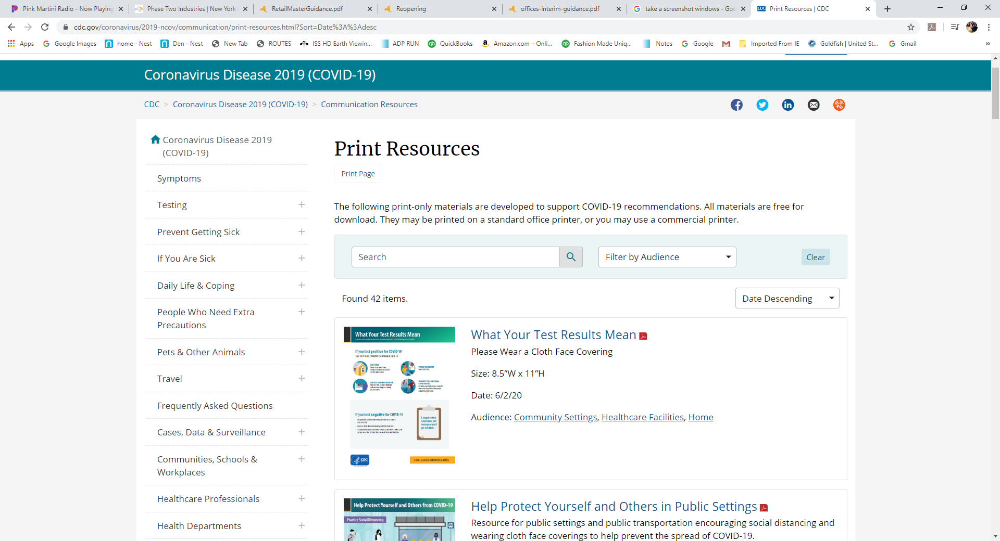 Pink Martini Radio - Now Playing
Phase Two Industries | New York
RetailMasterGuidance.pdf
Reopening
offices-interim-guidance.pdf
take a screenshot windows - Goo
Print Resources | CDC
cdc.gov/coronavirus/2019-ncov/communication/print-resources.html?Sort=Date%3A%3Adesc
Apps
Google Images
home - Nest
Den - Nest
New Tab
ROUTES
ISS HD Earth Viewin...
ADP RUN
QuickBooks
Amazon.com – Onli...
Fashion Made Uniq...
Notes
Google
Imported From IE
Goldfish | United St...
Gmail
»
Coronavirus Disease 2019 (COVID-19)
CDC > Coronavirus Disease 2019 (COVID-19) > Communication Resources
Coronavirus Disease 2019
(COVID-19)
Symptoms
Testing
Prevent Getting Sick
If You Are Sick
Daily Life & Coping
People Who Need Extra
Precautions
Pets & Other Animals
Travel
Frequently Asked Questions
Cases, Data & Surveillance
Communities, Schools &
Workplaces
Healthcare Professionals
Health Departments
Print Resources
Print Page
The following print-only materials are developed to support COVID-19 recommendations. All materials are free for
download. They may be printed on a standard office printer, or you may use a commercial printer.
Search
Filter by Audience
Clear
Found 42 items.
Date Descending
What Your Test Results Mean
If you test positive for COVID-19
If you test negative for COVID-19
A negative test
result does not
mean you won't
get sick later.
CDC
CDC.GOV/CORONAVIRUS
What Your Test Results Mean
Please Wear a Cloth Face Covering
Size: 8.5”W x 11”H
Date: 6/2/20
Audience: Community Settings, Healthcare Facilities, Home
Help Protect Yourself and Others from COVID-19
Practice Social Distancing
Help Protect Yourself and Others in Public Settings
Resource for public settings and public transportation encouraging social distancing and
wearing cloth face coverings to help prevent the spread of COVID-19.